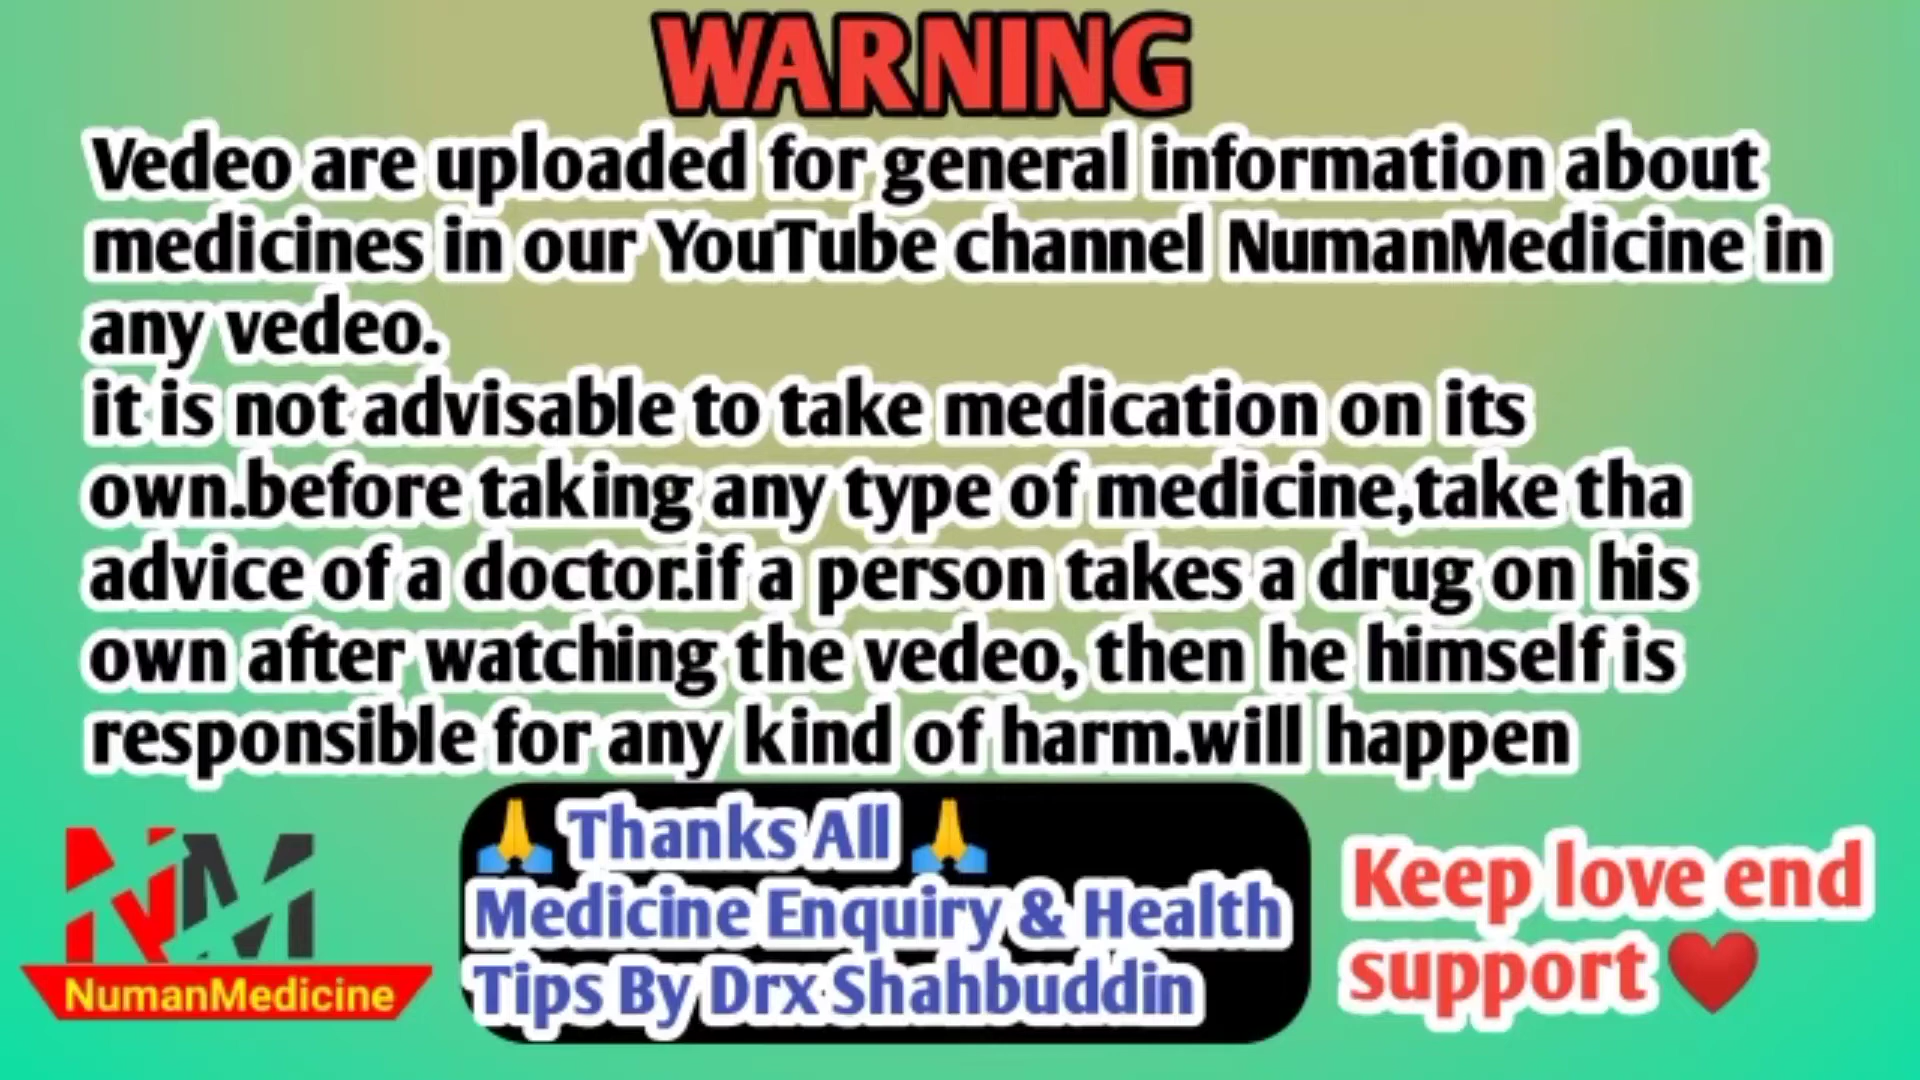 WARNING
Vedeo are uploaded for general information about
medicines in our YouTube channel NumanMedicine in
any vedeo.
it is not advisable to take medication on its
own.before taking any type of medicine,take tha
advice of a doctor.if a person takes a drug on his
own after watching the vedeo, then he himself is
responsible for any kind of harm.will happen
🙏 Thanks All 🙏
Medicine Enquiry & Health
Tips By Drx Shahbuddin
NM
NumanMedicine
Keep love end
support ❤️